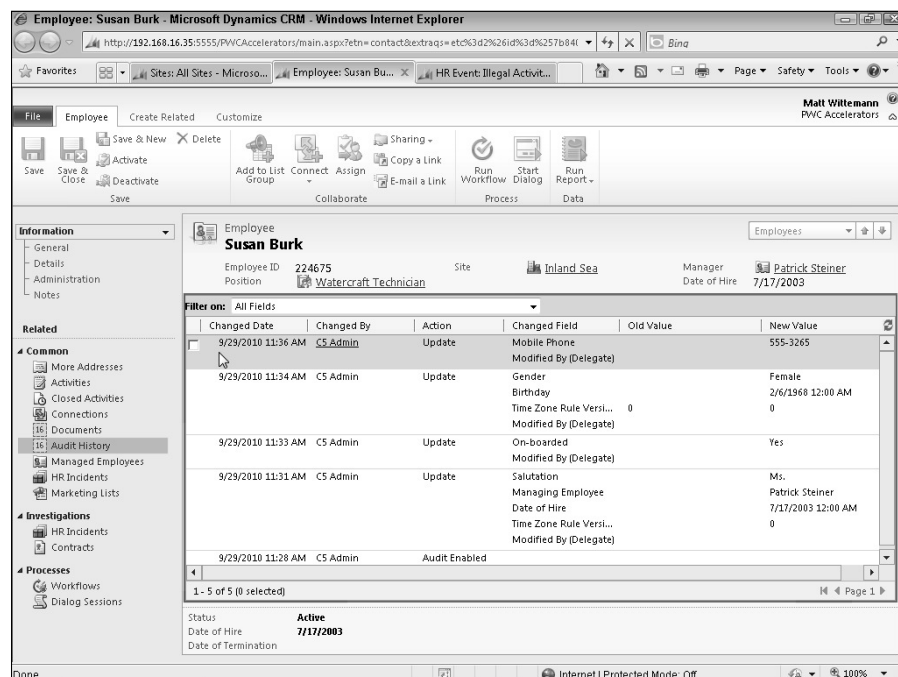 Employee: Susan Burk - Microsoft Dynamics CRM - Windows Internet Explorer
http://192.168.16.35:5555/PWCAccelerators/main.aspx?etn=contact&extraqs=etc%3d2%26id%3d%257b84(
Bing
Favorites
Sites: All Sites - Microso...
Employee: Susan Bu...
HR Event: Illegal Activit...
Page
Safety
Tools
File
Employee
Create Related
Customize
Matt Wittemann
PWC Accelerators
Save
Save & Close
Save & New
Activate
Deactivate
Delete
Save
Add to List Group
Connect
Assign
Sharing
Copy a Link
E-mail a Link
Collaborate
Run Workflow
Start Dialog
Process
Run Report
Data
Information
General
Details
Administration
Notes
Related
Common
More Addresses
Activities
Closed Activities
Connections
16 Documents
16 Audit History
Managed Employees
HR Incidents
Marketing Lists
Investigations
HR Incidents
Contracts
Processes
Workflows
Dialog Sessions
Employee
Susan Burk
Employees
Employee ID 224675 Site Inland Sea Manager Patrick Steiner
Position Watercraft Technician Date of Hire 7/17/2003
Filter on: All Fields
Changed Date Changed By Action Changed Field Old Value New Value
9/29/2010 11:36 AM C5 Admin Update Mobile Phone 555-3265
Modified By (Delegate)
9/29/2010 11:34 AM C5 Admin Update Gender Female
Birthday 2/6/1968 12:00 AM
Time Zone Rule Versi... 0 0
Modified By (Delegate)
9/29/2010 11:33 AM C5 Admin Update On-boarded Yes
Modified By (Delegate)
9/29/2010 11:31 AM C5 Admin Update Salutation Ms.
Managing Employee Patrick Steiner
Date of Hire 7/17/2003 12:00 AM
Time Zone Rule Versi... 0
Modified By (Delegate)
9/29/2010 11:28 AM C5 Admin Audit Enabled
1 - 5 of 5 (0 selected)
Page 1
Status Active
Date of Hire 7/17/2003
Date of Termination
Done
Internet | Protected Mode: Off
100%